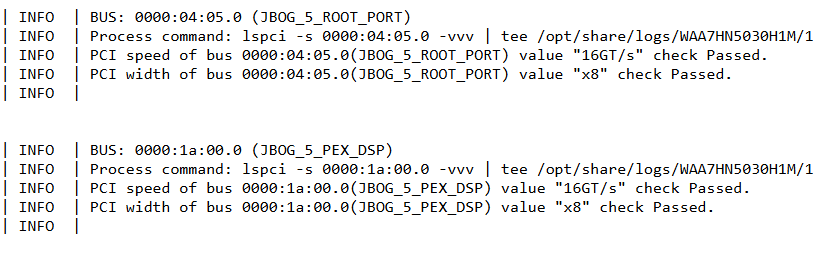 | INFO | BUS: 0000:04:05.0 (JBOG_5_ROOT_PORT)
| INFO | Process command: lspci -s 0000:04:05.0 -vvv | tee /opt/share/logs/WAA7HN5030H1M/1
| INFO | PCI speed of bus 0000:04:05.0(JBOG_5_ROOT_PORT) value "16GT/s" check Passed.
| INFO | PCI width of bus 0000:04:05.0(JBOG_5_ROOT_PORT) value "x8" check Passed.
| INFO |
| INFO | BUS: 0000:1a:00.0 (JBOG_5_PEX_DSP)
| INFO | Process command: lspci -s 0000:1a:00.0 -vvv | tee /opt/share/logs/WAA7HN5030H1M/1
| INFO | PCI speed of bus 0000:1a:00.0(JBOG_5_PEX_DSP) value "16GT/s" check Passed.
| INFO | PCI width of bus 0000:1a:00.0(JBOG_5_PEX_DSP) value "x8" check Passed.
| INFO |